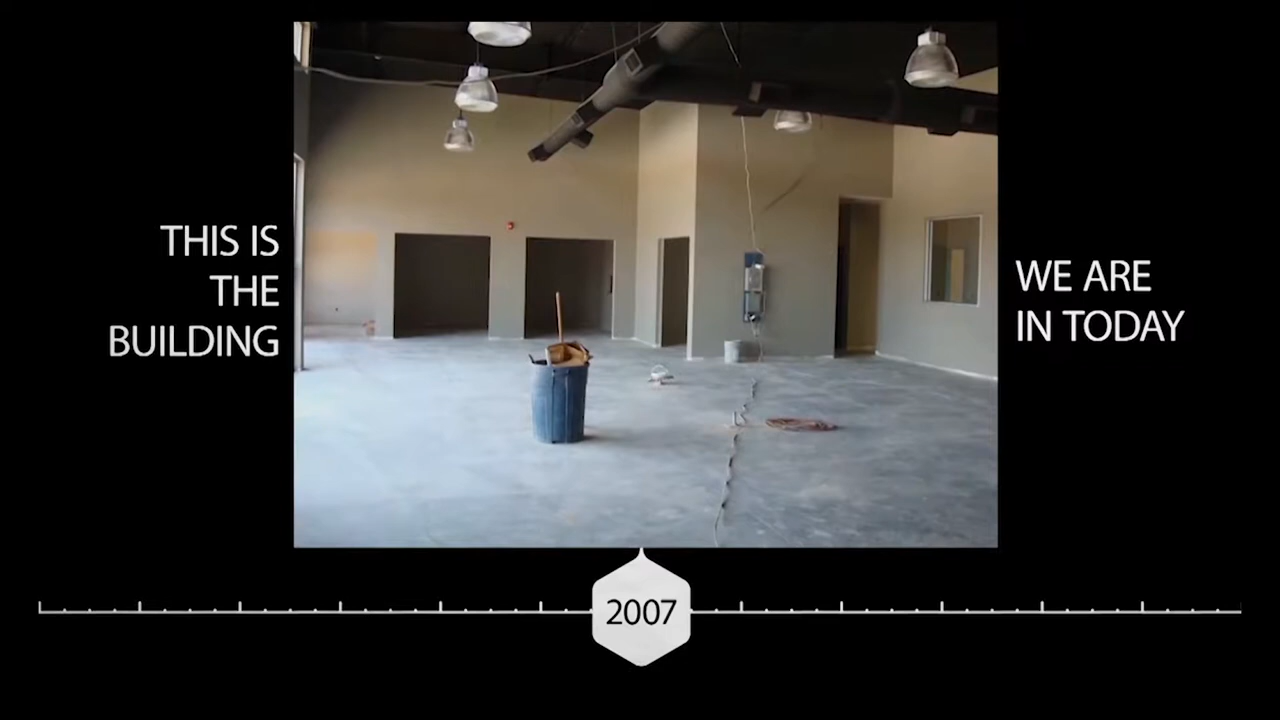 THIS IS
THE
BUILDING
WE ARE
IN TODAY
2007